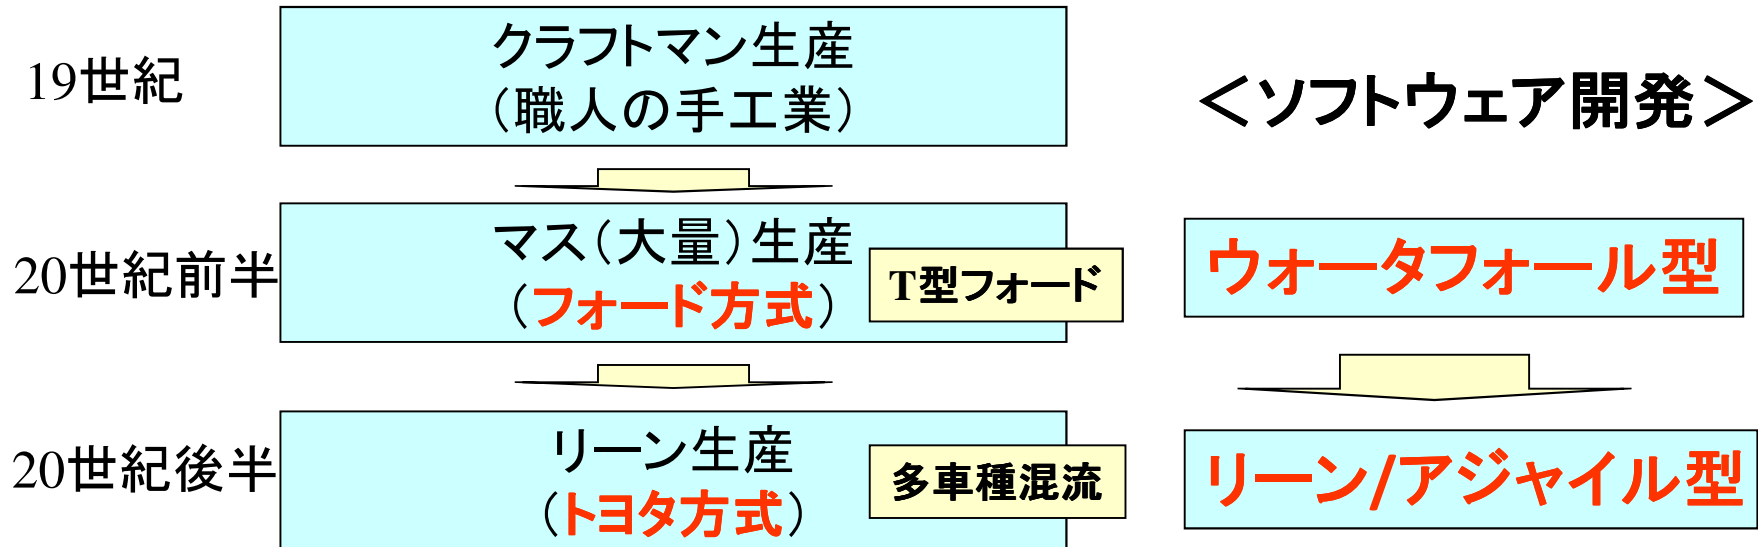 19世紀
クラフトマン生産
（職人の手工業）
＜ソフトウェア開発＞
20世紀前半
マス（大量）生産
（フォード方式）
T型フォード
ウォータフォール型
20世紀後半
リーン生産
（トヨタ方式）
多車種混流
リーン/アジャイル型